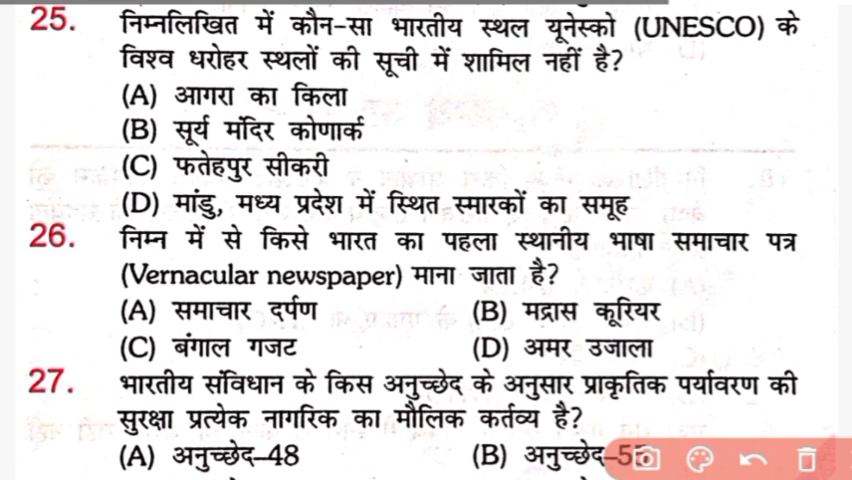 25. निम्नलिखित में कौन-सा भारतीय स्थल यूनेस्को (UNESCO) के
विश्व धरोहर स्थलों की सूची में शामिल नहीं है?
(A) आगरा का किला
(B) सूर्य मंदिर कोणार्क
(C) फतेहपुर सीकरी
(D) मांडु, मध्य प्रदेश में स्थित स्मारकों का समूह
26. निम्न में से किसे भारत का पहला स्थानीय भाषा समाचार पत्र
(Vernacular newspaper) माना जाता है?
(A) समाचार दर्पण (B) मद्रास कूरियर
(C) बंगाल गजट (D) अमर उजाला
27. भारतीय संविधान के किस अनुच्छेद के अनुसार प्राकृतिक पर्यावरण की
सुरक्षा प्रत्येक नागरिक का मौलिक कर्तव्य है?
(A) अनुच्छेद-48 (B) अनुच्छेद-55